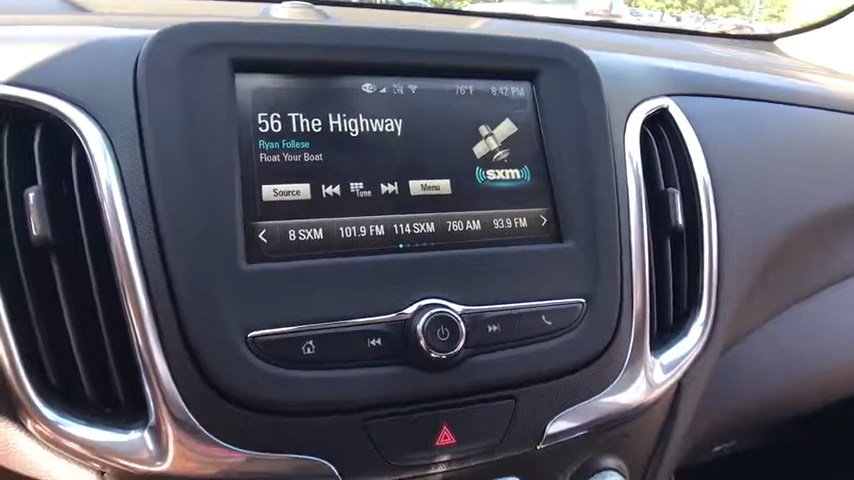 76°F 8:42 PM
56 The Highway
Ryan Follese
Float Your Boat
sxm
Source Tune Menu
8 SXM 101.9 FM 114 SXM 760 AM 93.9 FM